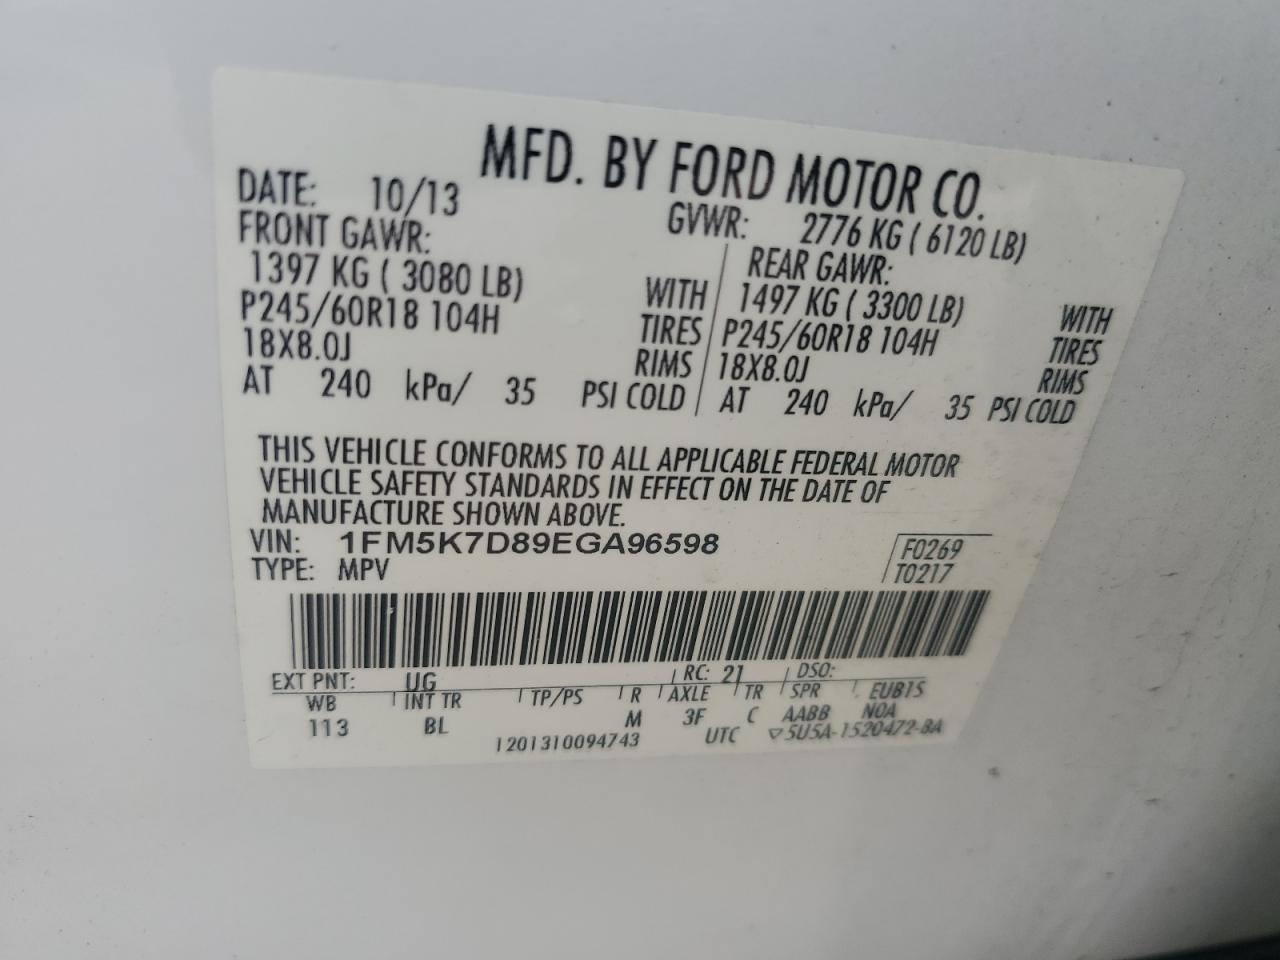 MFD. BY FORD MOTOR CO.
DATE: 10/13 GVWR: 2776 KG ( 6120 LB)
FRONT GAWR: REAR GAWR:
1397 KG ( 3080 LB) WITH 1497 KG ( 3300 LB) WITH
P245/60R18 104H TIRES P245/60R18 104H TIRES
18X8.0J RIMS 18X8.0J RIMS
AT 240 kPa/ 35 PSI COLD AT 240 kPa/ 35 PSI COLD
THIS VEHICLE CONFORMS TO ALL APPLICABLE FEDERAL MOTOR
VEHICLE SAFETY STANDARDS IN EFFECT ON THE DATE OF
MANUFACTURE SHOWN ABOVE.
VIN: 1FM5K7D89EGA96598 F0269
TYPE: MPV T0217
EXT PNT: UG RC: 21 DSO:
WB INT TR TP/PS R AXLE TR SPR EUB15
113 BL M 3F C AABB NOA
1201310094743 UTC ▽5U5A-1520472-BA